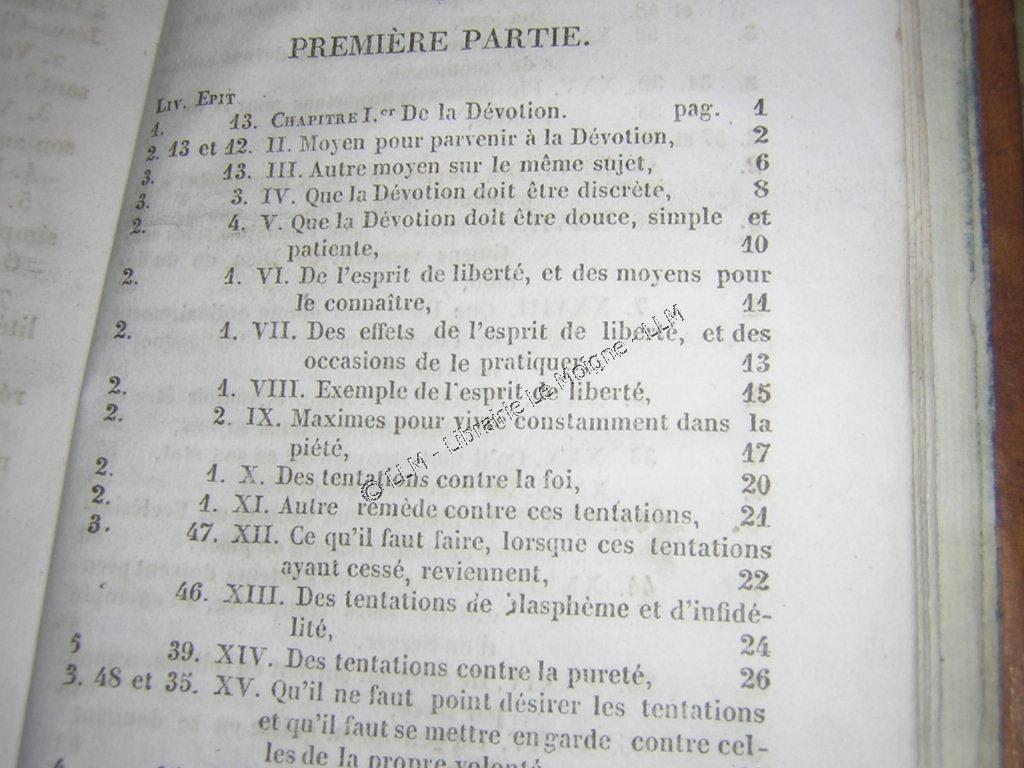 PREMIÈRE PARTIE.
LIV. EPIT
1. 13. CHAPITRE I.er De la Dévotion. pag. 1
2. 13 et 12. II. Moyen pour parvenir à la Dévotion, 2
3. 13. III. Autre moyen sur le même sujet, 6
3. 3. IV. Que la Dévotion doit être discrète, 8
2. 4. V. Que la Dévotion doit être douce, simple et
patiente, 10
2. 1. VI. De l'esprit de liberté, et des moyens pour
le connaître, 11
2. 1. VII. Des effets de l'esprit de liberté, et des
occasions de le pratiquer, 13
2. 1. VIII. Exemple de l'esprit de liberté, 15
2. 2. IX. Maximes pour vivre constamment dans la
piété, 17
2. 1. X. Des tentations contre la foi, 20
2. 1. XI. Autre remède contre ces tentations, 21
3. 47. XII. Ce qu'il faut faire, lorsque ces tentations
ayant cessé, reviennent, 22
46. XIII. Des tentations de blasphème et d'infidé-
lité, 24
5 39. XIV. Des tentations contre la pureté, 26
3. 48 et 35. XV. Qu'il ne faut point désirer les tentations
et qu'il faut se mettre en garde contre cel-
les de la propre volonté
© LLM - Librairie Le Moigne - LLM